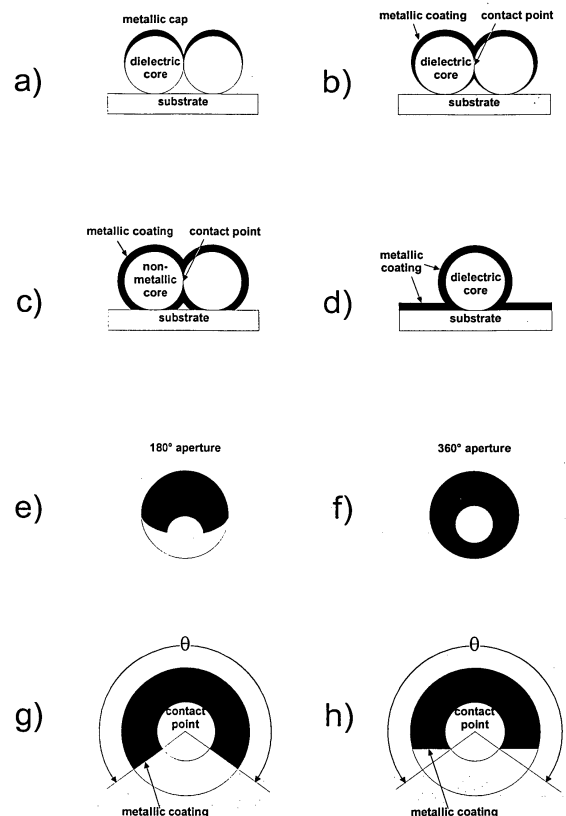 a)
metallic cap
dielectric
core
substrate
b)
metallic coating
contact point
dielectric
core
substrate
c)
metallic coating
contact point
non-
metallic
core
substrate
d)
metallic
coating
dielectric
core
substrate
e)
180° aperture
f)
360° aperture
g)
θ
contact
point
metallic coating
h)
θ
contact
point
metallic coating